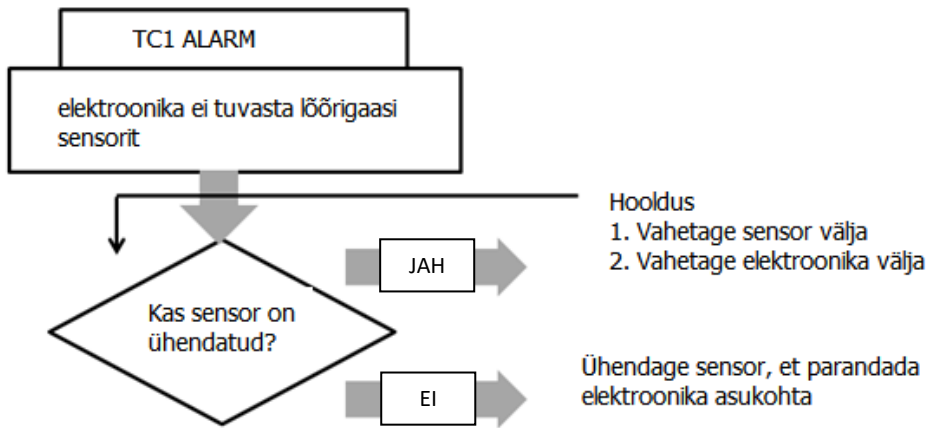 TC1 ALARM
elektroonika ei tuvasta lõõrigaasi
sensorit
Hooldus
1. Vahetage sensor välja
2. Vahetage elektroonika välja
JAH
Kas sensor on
ühendatud?
Ühendage sensor, et parandada
elektroonika asukohta
EI